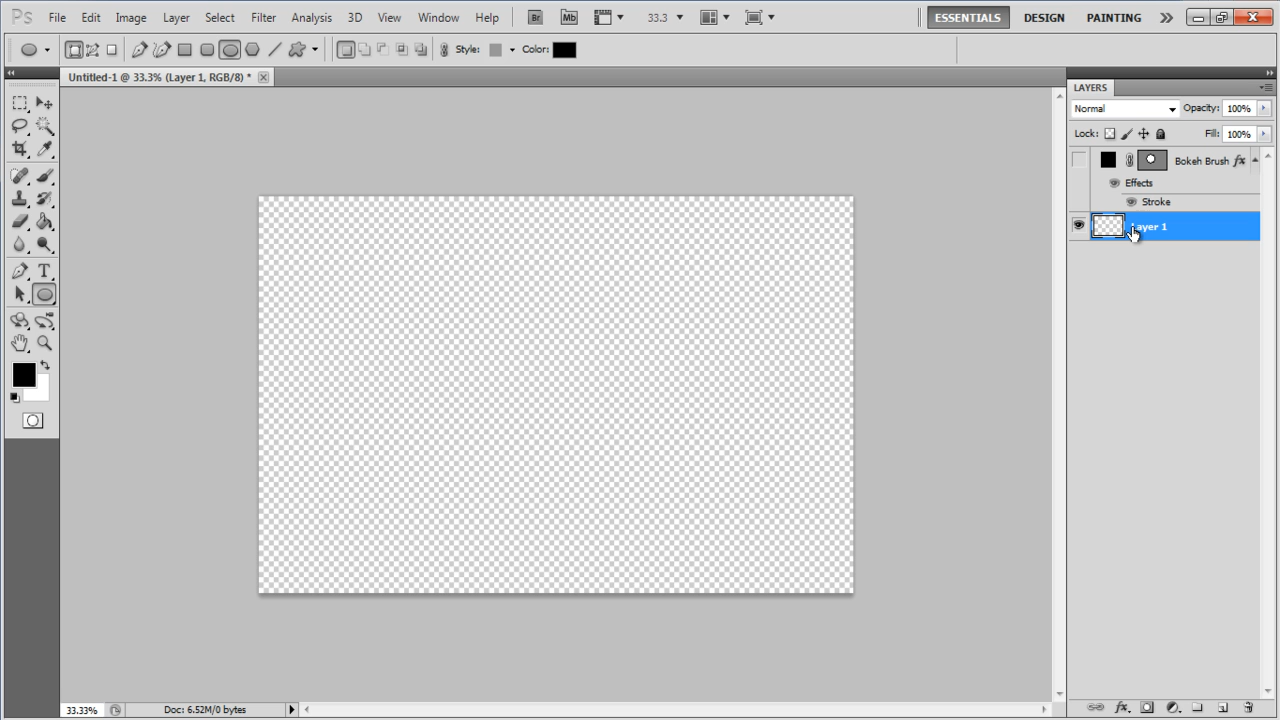 Ps File Edit Image Layer Select Filter Analysis 3D View Window Help Br Mb 33.3 ESSENTIALS DESIGN PAINTING
Style: Color:
Untitled-1 @ 33.3% (Layer 1, RGB/8) *
LAYERS
Normal Opacity: 100%
Lock: Fill: 100%
Bokeh Brush fx
Effects
Stroke
Layer 1
T
33.33% Doc: 6.52M/0 bytes
fx